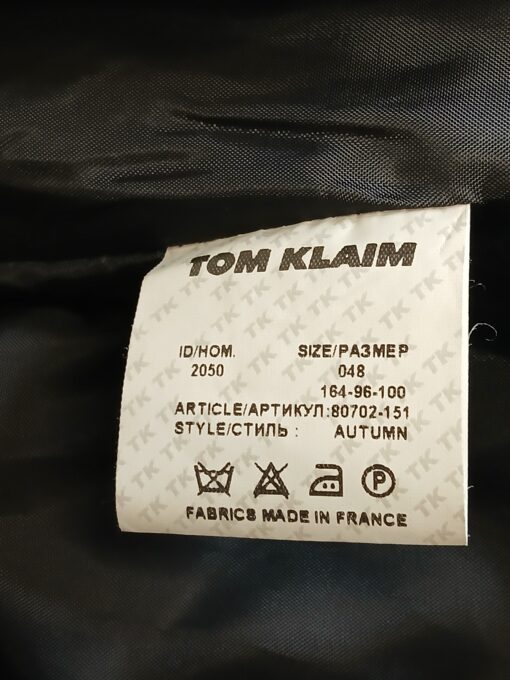 TOM KLAIM
ID/НОМ. SIZE/РАЗМЕР
2050 048
164-96-100
ARTICLE/АРТИКУЛ:80702-151
STYLE/СТИЛЬ : AUTUMN
P
FABRICS MADE IN FRANCE